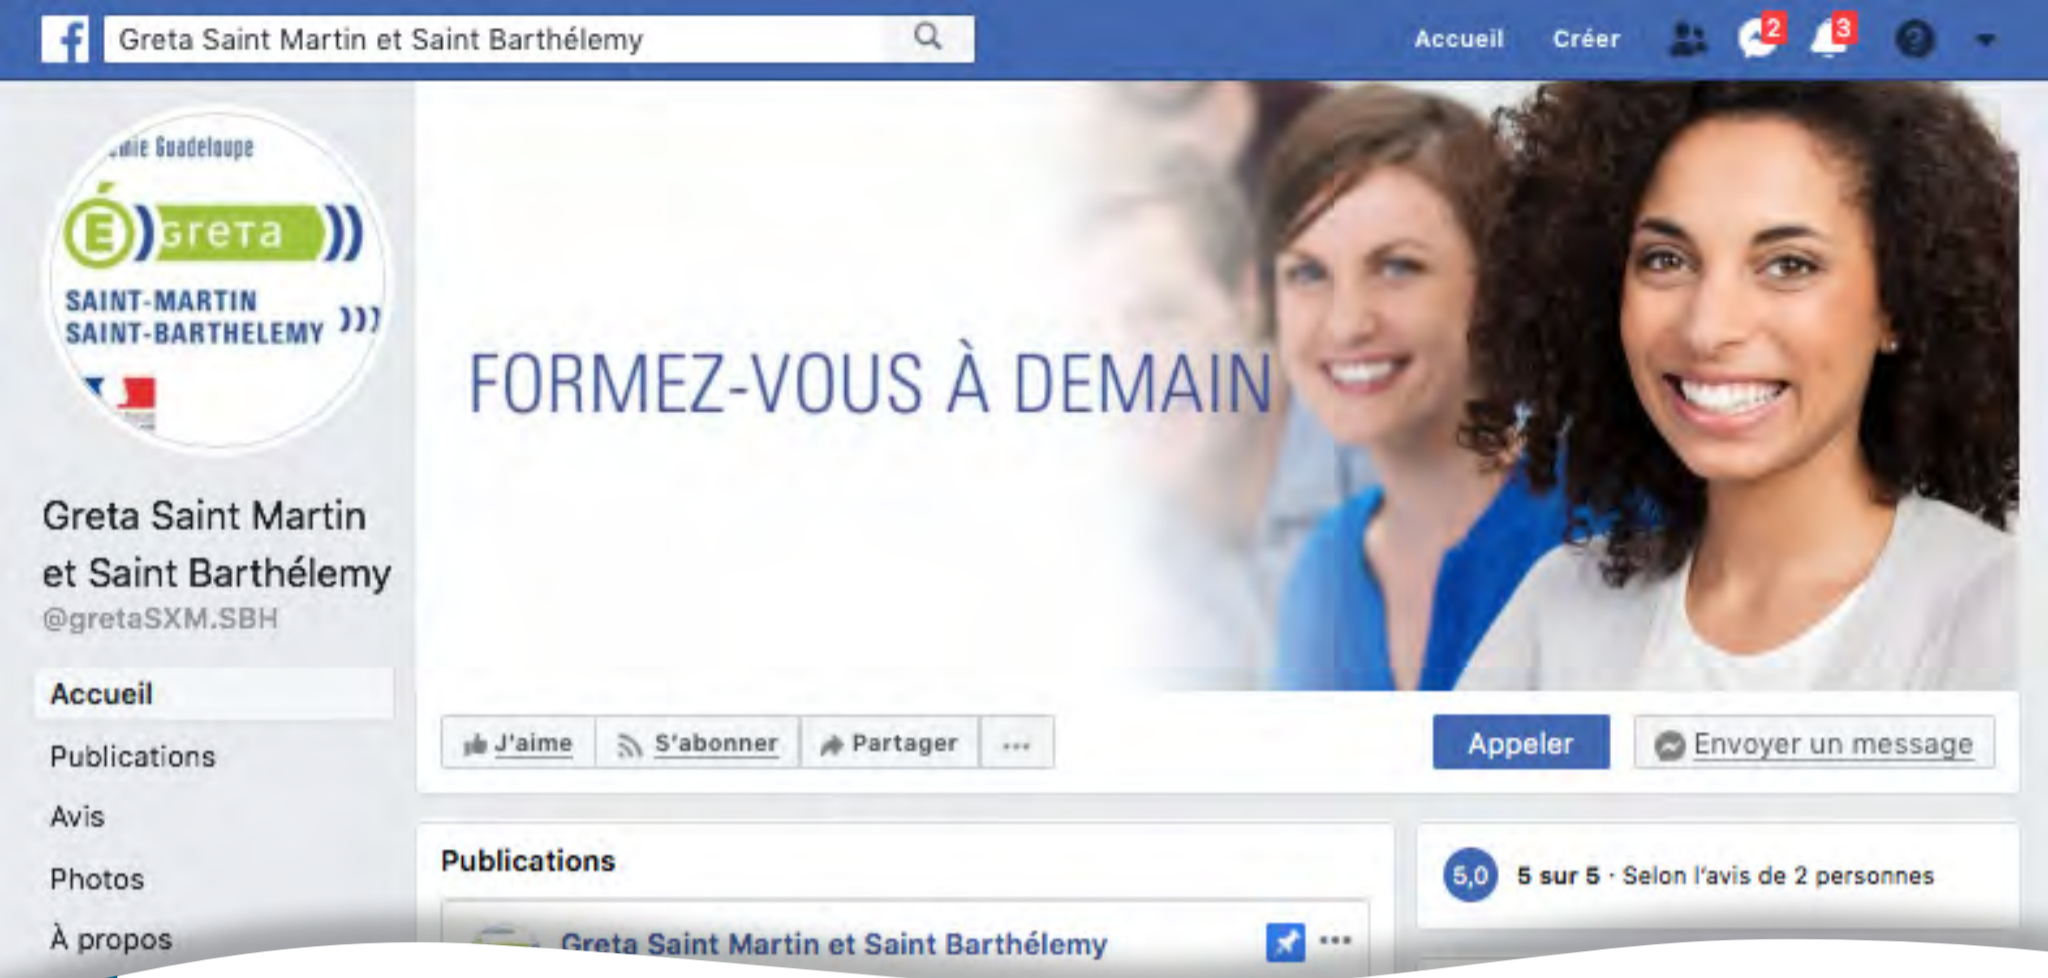 Greta Saint Martin et Saint Barthélemy
Accueil
Créer
2
3
Guadeloupe
É
Greta
SAINT-MARTIN
SAINT-BARTHELEMY
FORMEZ-VOUS À DEMAIN
Greta Saint Martin
et Saint Barthélemy
@gretaSXM.SBH
Accueil
Publications
Avis
Photos
À propos
J'aime
S'abonner
Partager
...
Appeler
Envoyer un message
Publications
Greta Saint Martin et Saint Barthélemy
5,0
5 sur 5 · Selon l'avis de 2 personnes